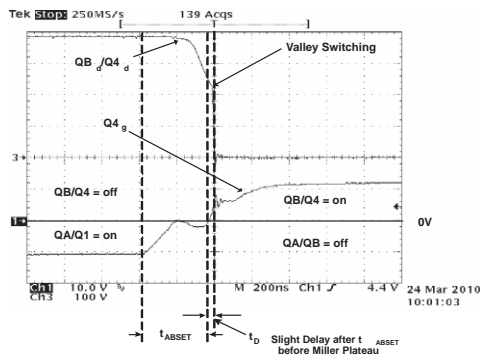 Tek Stop: 250MS/s 139 Acqs
QB d/Q4 d
Valley Switching
Q4 g
3
QB/Q4 = off
QB/Q4 = on
1
0V
QA/Q1 = on
QA/QB = off
Ch1 10.0 V
M 200ns Ch1 4.4 V
Ch3 100 V
24 Mar 2010
10:01:03
tABSET
tD
Slight Delay after t ABSET
before Miller Plateau